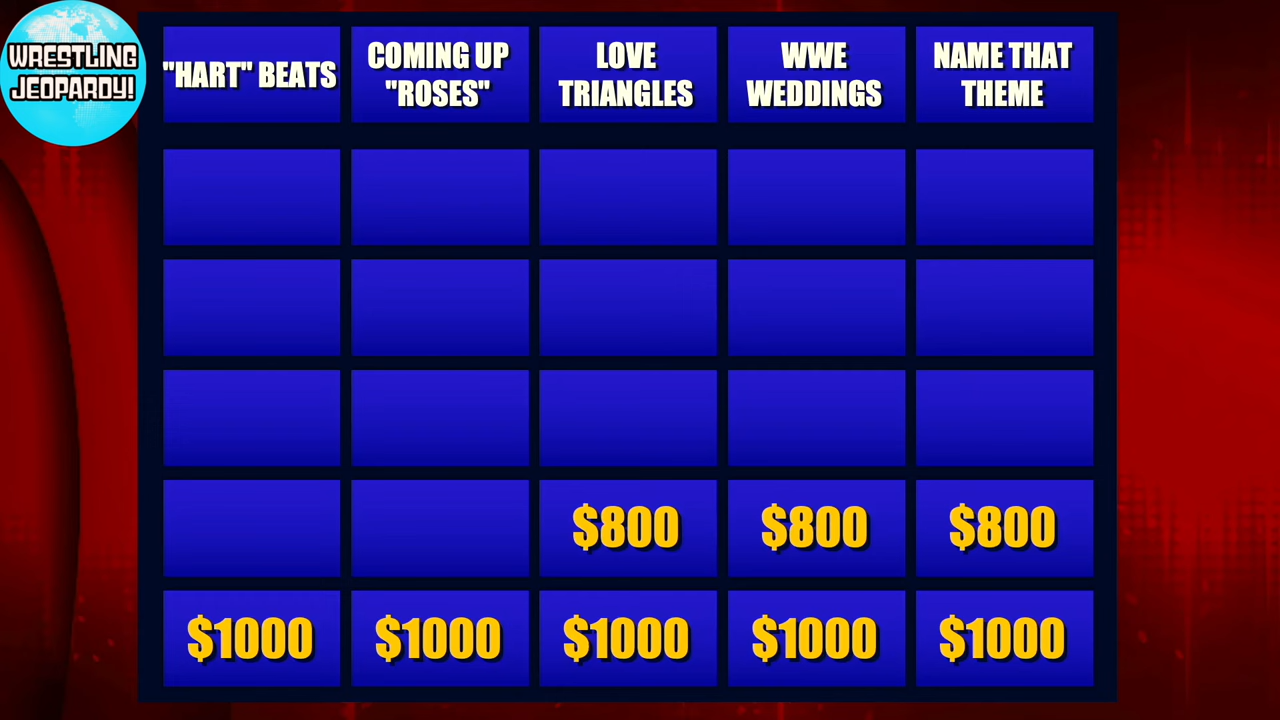 WRESTLING
JEOPARDY!
"HART" BEATS
COMING UP
"ROSES"
LOVE
TRIANGLES
WWE
WEDDINGS
NAME THAT
THEME
$800
$800
$800
$1000
$1000
$1000
$1000
$1000